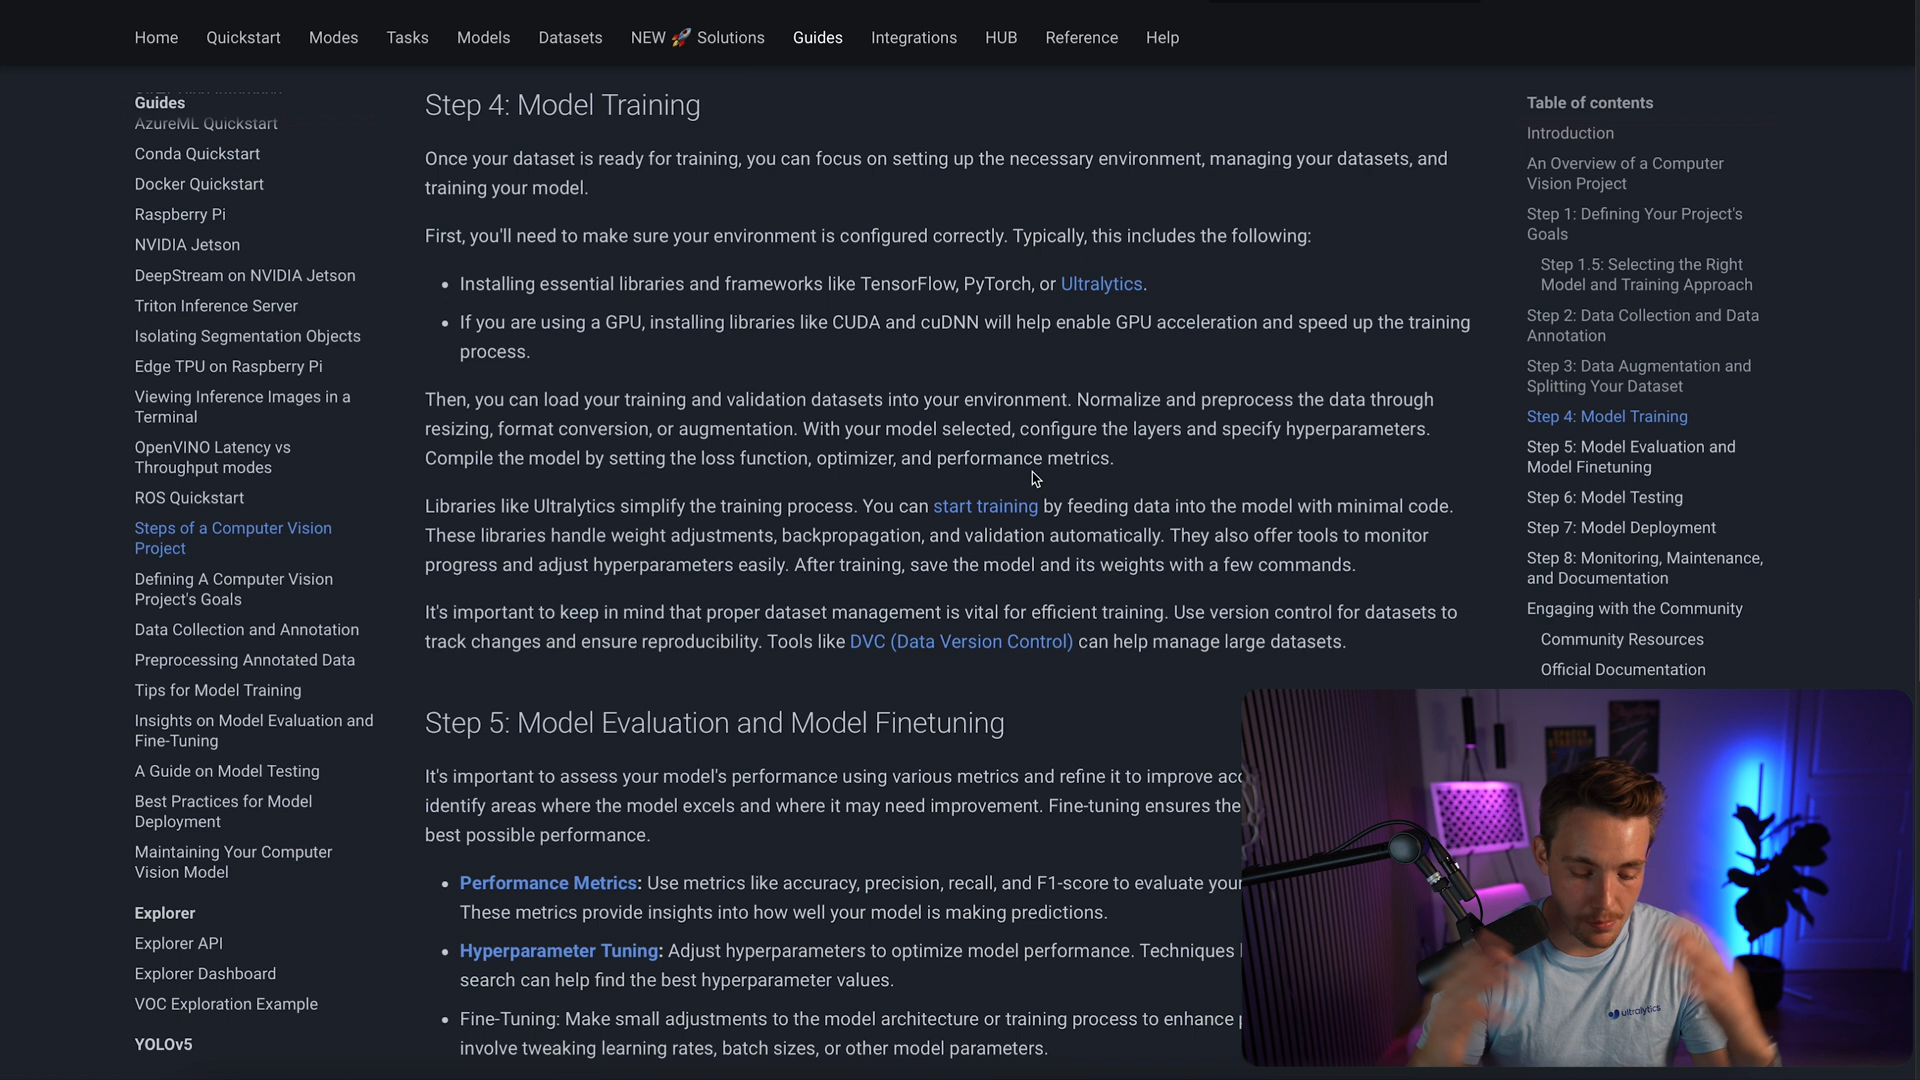 Home Quickstart Modes Tasks Models Datasets NEW 🚀 Solutions Guides Integrations HUB Reference Help
Guides
AzureML Quickstart
Conda Quickstart
Docker Quickstart
Raspberry Pi
NVIDIA Jetson
DeepStream on NVIDIA Jetson
Triton Inference Server
Isolating Segmentation Objects
Edge TPU on Raspberry Pi
Viewing Inference Images in a
Terminal
OpenVINO Latency vs
Throughput modes
ROS Quickstart
Steps of a Computer Vision
Project
Defining A Computer Vision
Project's Goals
Data Collection and Annotation
Preprocessing Annotated Data
Tips for Model Training
Insights on Model Evaluation and
Fine-Tuning
A Guide on Model Testing
Best Practices for Model
Deployment
Maintaining Your Computer
Vision Model
Explorer
Explorer API
Explorer Dashboard
VOC Exploration Example
YOLOv5
Step 4: Model Training
Once your dataset is ready for training, you can focus on setting up the necessary environment, managing your datasets, and
training your model.
First, you'll need to make sure your environment is configured correctly. Typically, this includes the following:
• Installing essential libraries and frameworks like TensorFlow, PyTorch, or Ultralytics.
• If you are using a GPU, installing libraries like CUDA and cuDNN will help enable GPU acceleration and speed up the training
process.
Then, you can load your training and validation datasets into your environment. Normalize and preprocess the data through
resizing, format conversion, or augmentation. With your model selected, configure the layers and specify hyperparameters.
Compile the model by setting the loss function, optimizer, and performance metrics.
Libraries like Ultralytics simplify the training process. You can start training by feeding data into the model with minimal code.
These libraries handle weight adjustments, backpropagation, and validation automatically. They also offer tools to monitor
progress and adjust hyperparameters easily. After training, save the model and its weights with a few commands.
It's important to keep in mind that proper dataset management is vital for efficient training. Use version control for datasets to
track changes and ensure reproducibility. Tools like DVC (Data Version Control) can help manage large datasets.
Step 5: Model Evaluation and Model Finetuning
It's important to assess your model's performance using various metrics and refine it to improve
identify areas where the model excels and where it may need improvement. Fine-tuning ensures the
best possible performance.
• Performance Metrics: Use metrics like accuracy, precision, recall, and F1-score to evaluate your
These metrics provide insights into how well your model is making predictions.
• Hyperparameter Tuning: Adjust hyperparameters to optimize model performance. Techniques
search can help find the best hyperparameter values.
• Fine-Tuning: Make small adjustments to the model architecture or training process to enhance
involve tweaking learning rates, batch sizes, or other model parameters.
Table of contents
Introduction
An Overview of a Computer
Vision Project
Step 1: Defining Your Project's
Goals
Step 1.5: Selecting the Right
Model and Training Approach
Step 2: Data Collection and Data
Annotation
Step 3: Data Augmentation and
Splitting Your Dataset
Step 4: Model Training
Step 5: Model Evaluation and
Model Finetuning
Step 6: Model Testing
Step 7: Model Deployment
Step 8: Monitoring, Maintenance,
and Documentation
Engaging with the Community
Community Resources
Official Documentation
ultralytics